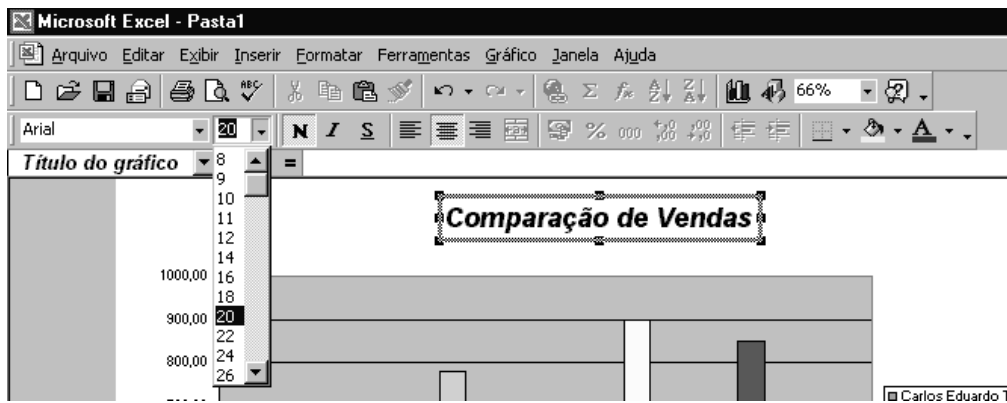 Microsoft Excel - Pasta1
Arquivo Editar Exibir Inserir Formatar Ferramentas Gráfico Janela Ajuda
ABC Σ fx A Z Z A 66% ?
Arial 20 N I S % 000 A
Título do gráfico =
8
9
10
11
12
14
16
18
20
22
24
26
Comparação de Vendas
1000,00
900,00
800,00
Carlos Eduardo